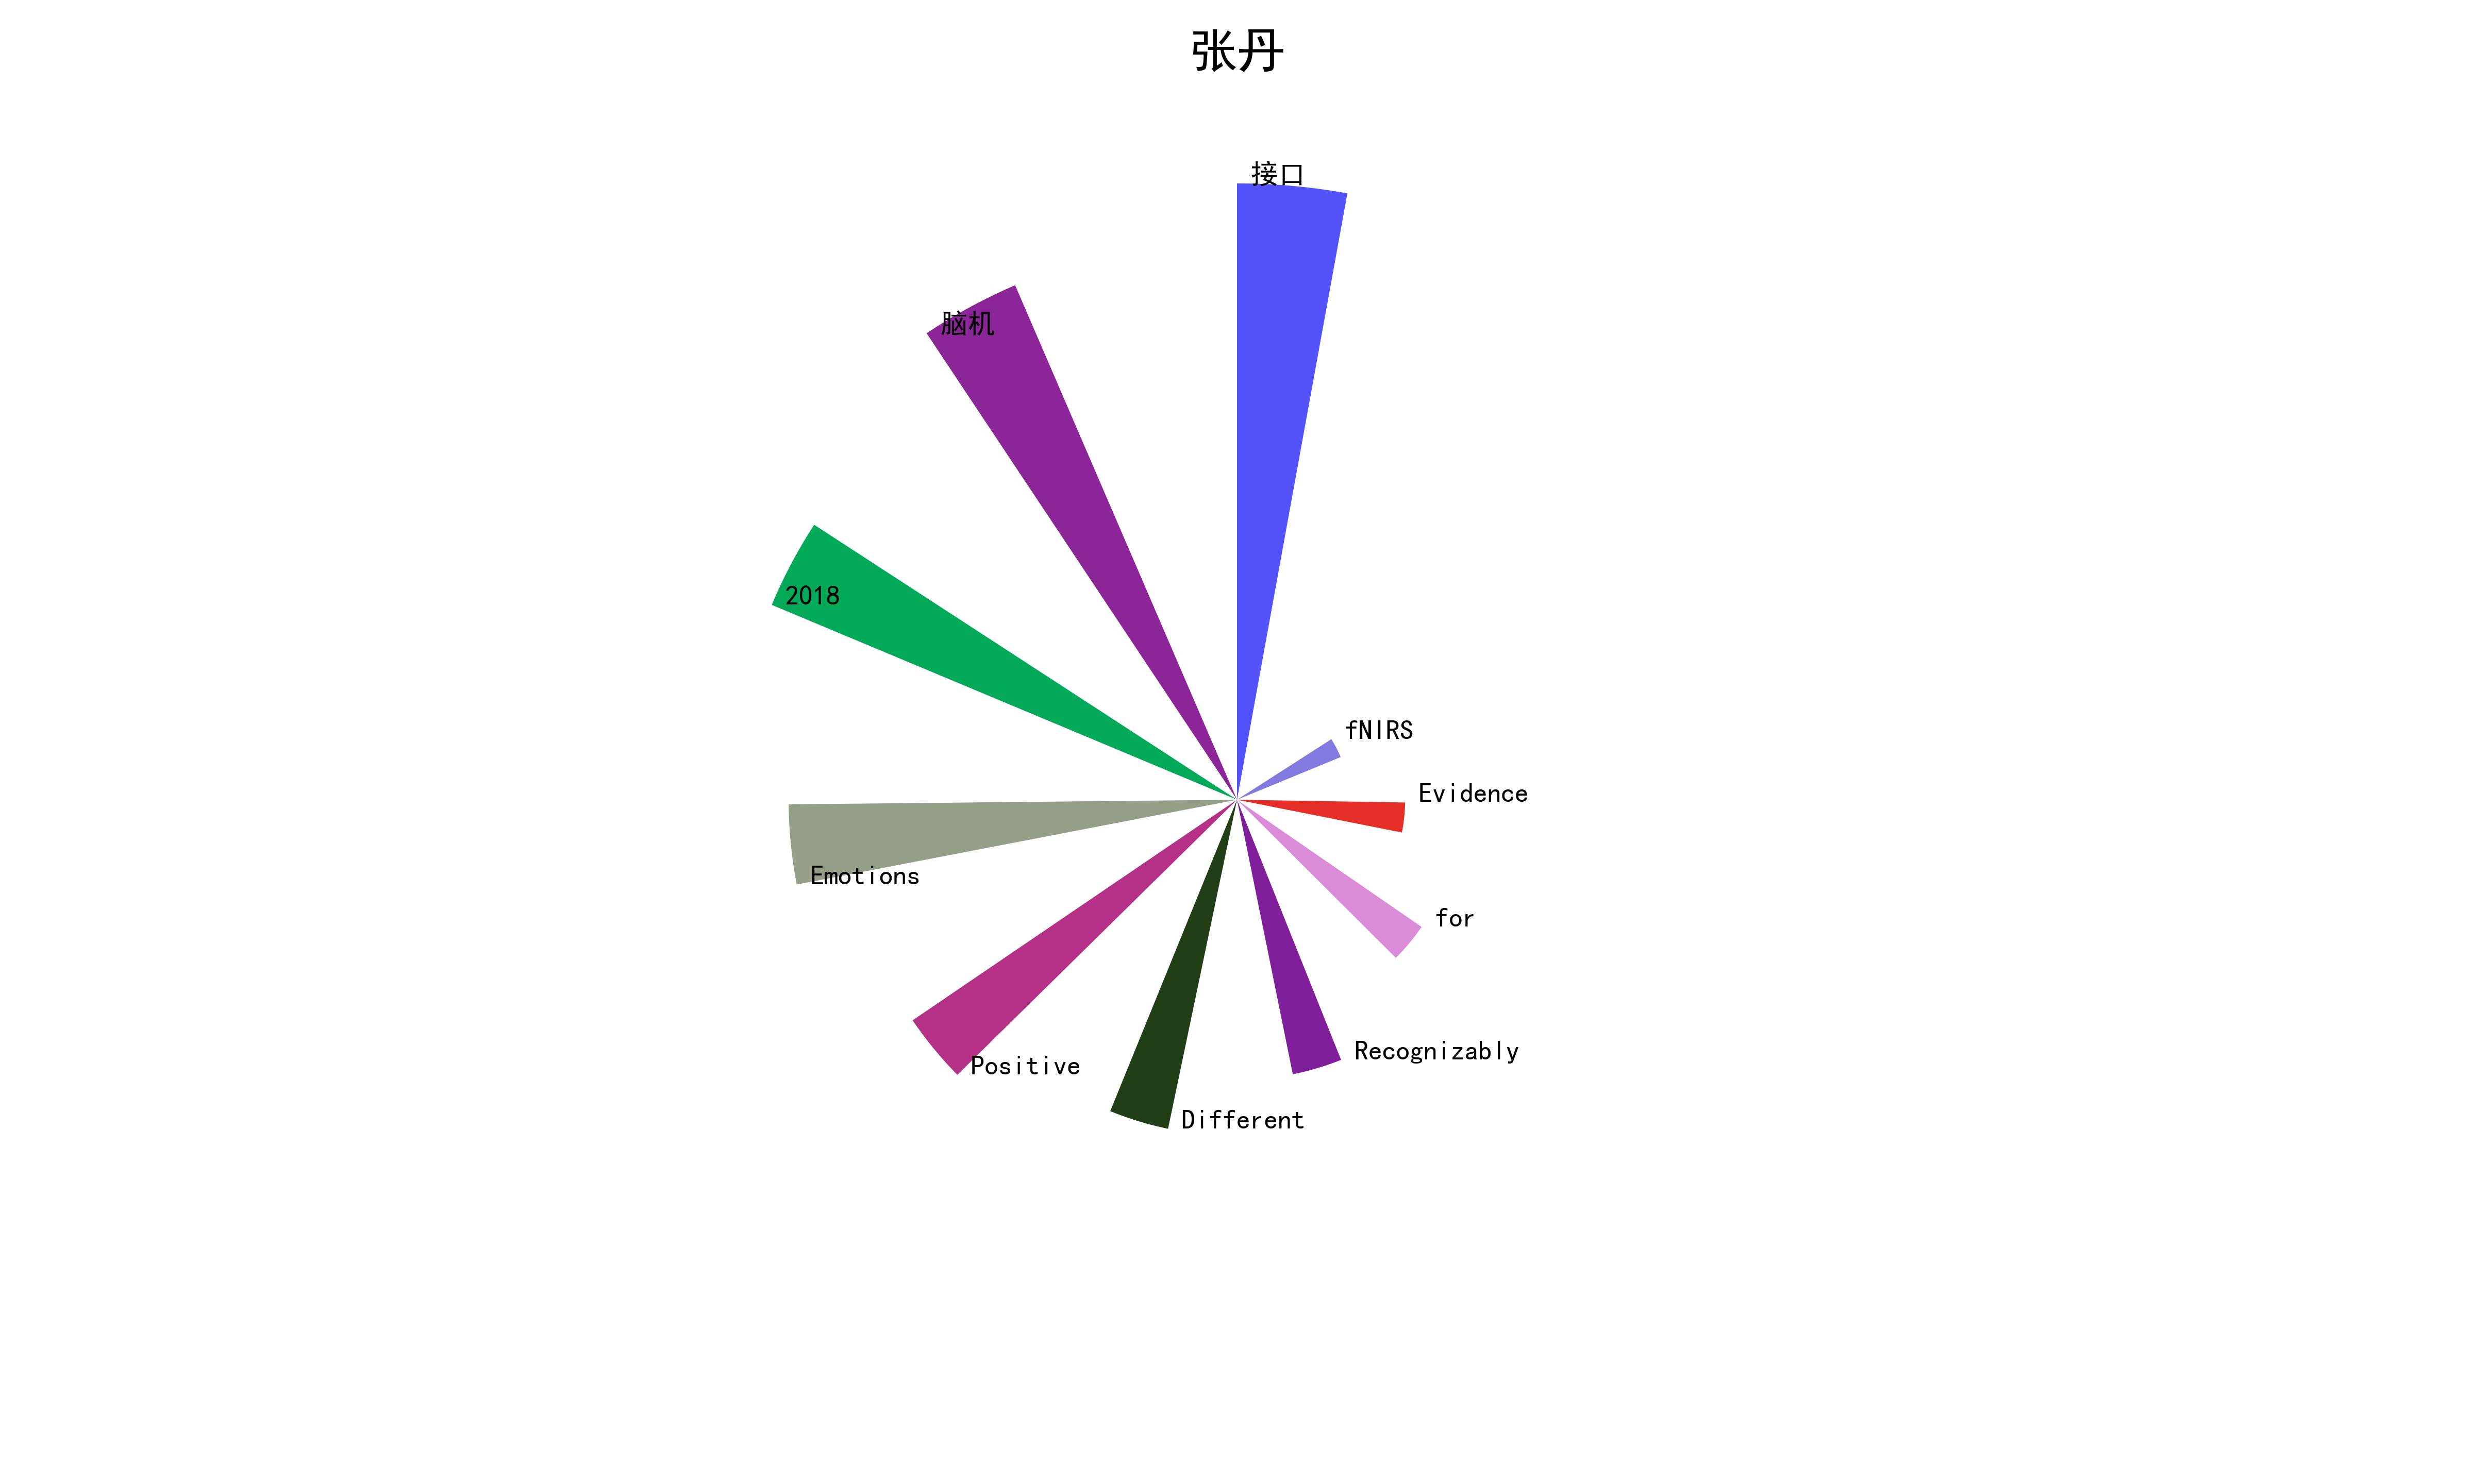 张丹
接口
脑机
2018
fNIRS
Evidence
Emotions
for
Recognizably
Positive
Different